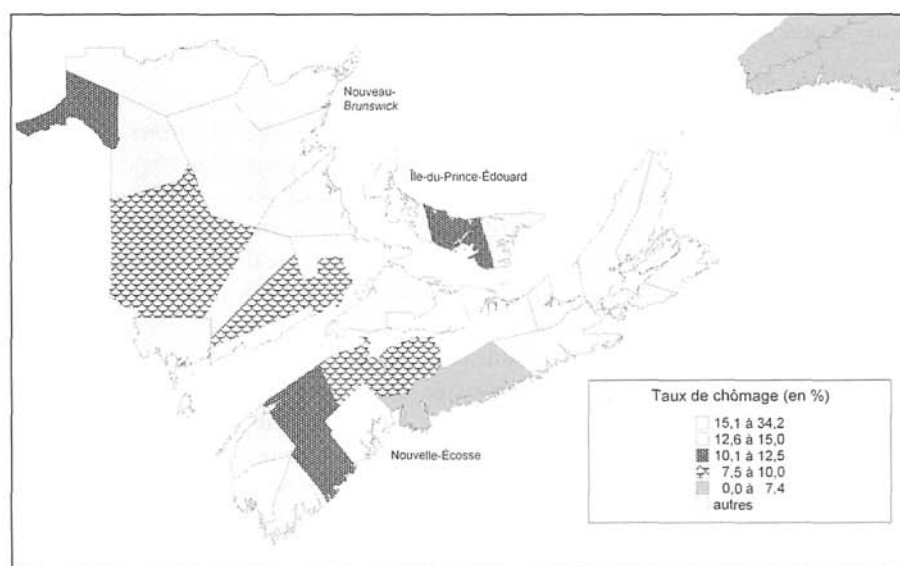 Nouveau-
Brunswick
Île-du-Prince-Édouard
Nouvelle-Écosse
Taux de chômage (en %)
15,1 à 34,2
12,6 à 15,0
10,1 à 12,5
7,5 à 10,0
0,0 à 7,4
autres